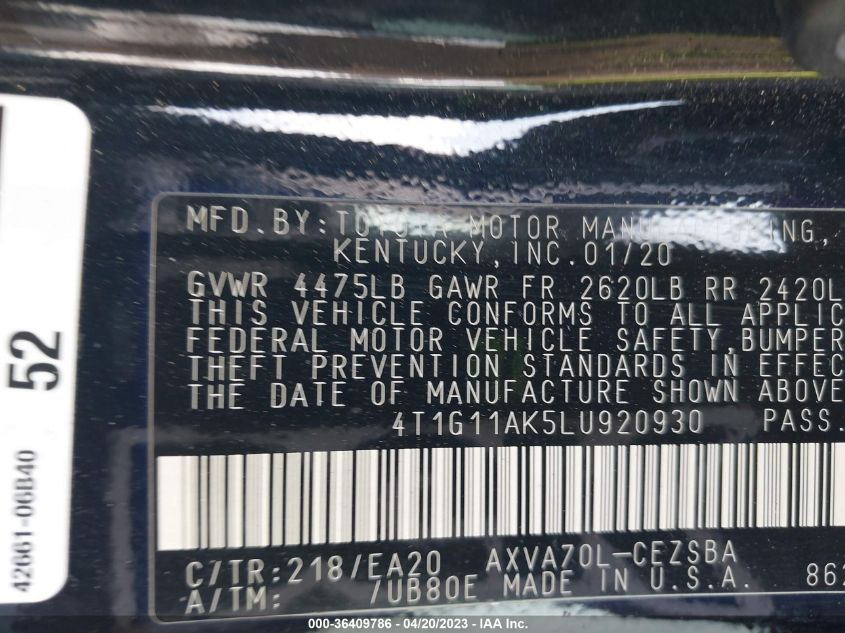 MFD.BY:TOYOTA MOTOR MANUFACTURING,
KENTUCKY,INC.01/20
GVWR 4475LB GAWR FR 2620LB RR 2420L
THIS VEHICLE CONFORMS TO ALL APPLIC
FEDERAL MOTOR VEHICLE SAFETY,BUMPER
THEFT PREVENTION STANDARDS IN EFFEC
THE DATE OF MANUFACTURE SHOWN ABOVE
4T1G11AK5LU920930 PASS.
C/TR:218/EA20 AXVA70L-CEZSBA
A/TM: /UB80E MADE IN U.S.A. 862
52
42661-06B40
000-36409786 - 04/20/2023 - IAAI.COM